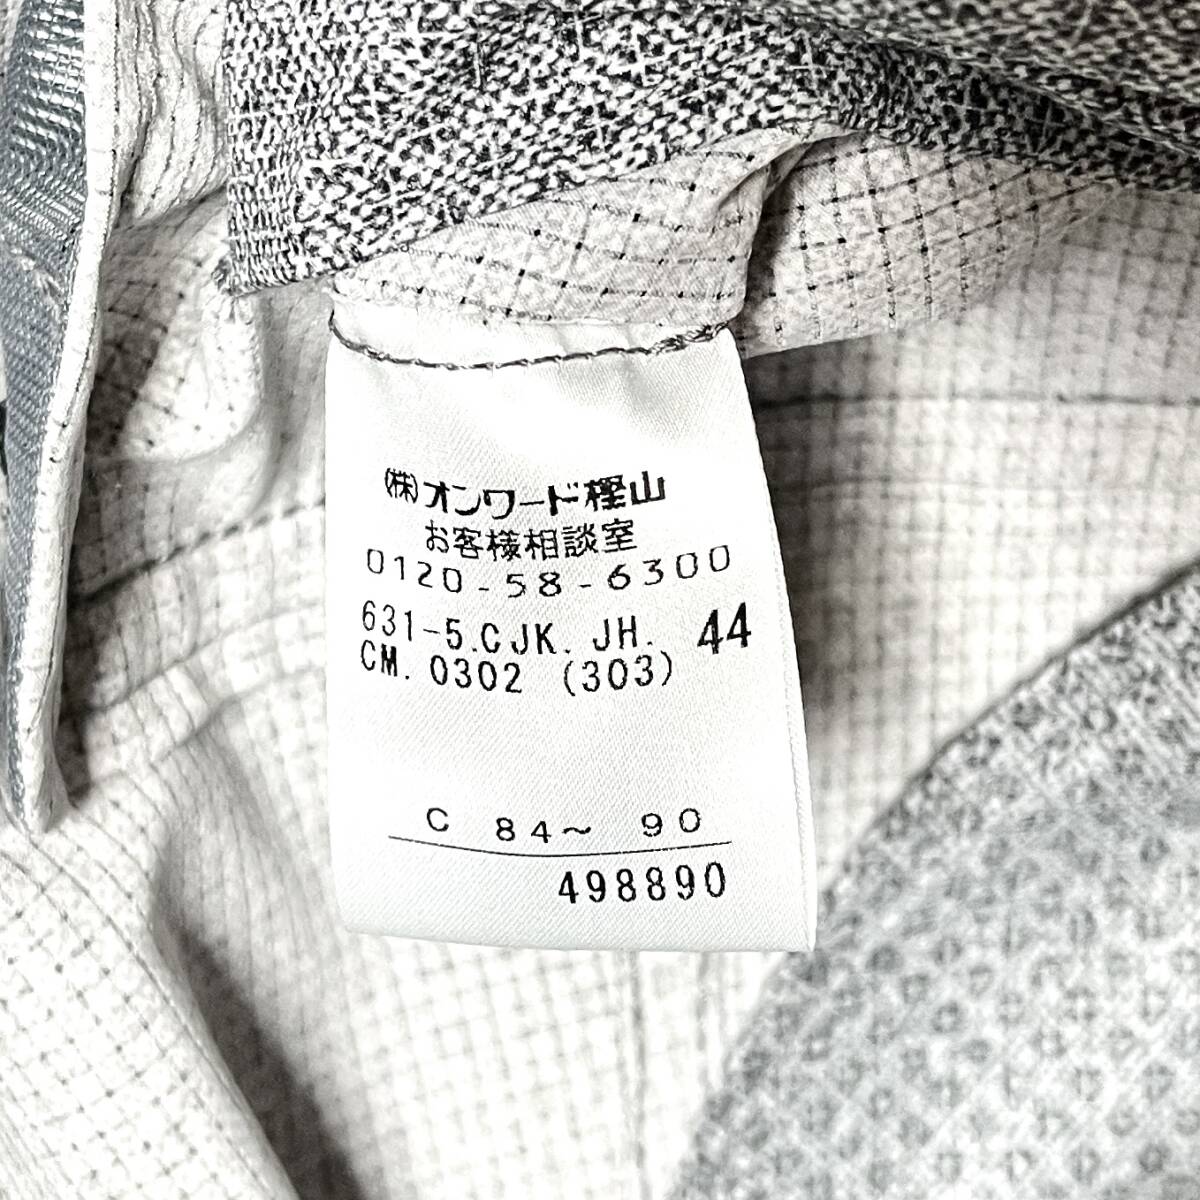 (株)オンワード樫山
お客様相談室
0120-58-6300
631-5.CJK. JH. 44
CM. 0302 (303)
C 84～ 90
498890